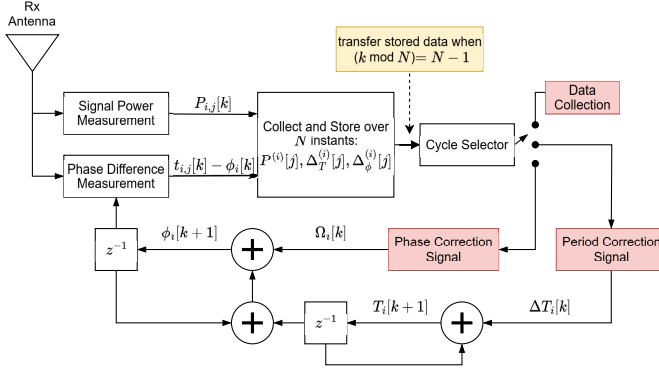 Rx
Antenna
transfer stored data when
(k mod N)= N − 1
Data
Collection
Signal Power
Measurement
P_{i,j}[k]
Collect and Store over
N instants:
P^{(i)}[j], Δ_T^{(i)}[j], Δ_ϕ^{(i)}[j]
Cycle Selector
Phase Difference
Measurement
t_{i,j}[k] − ϕ_i[k]
z^{−1}
ϕ_i[k + 1]
+
Ω_i[k]
Phase Correction
Signal
Period Correction
Signal
+
z^{−1}
T_i[k + 1]
+
ΔT_i[k]